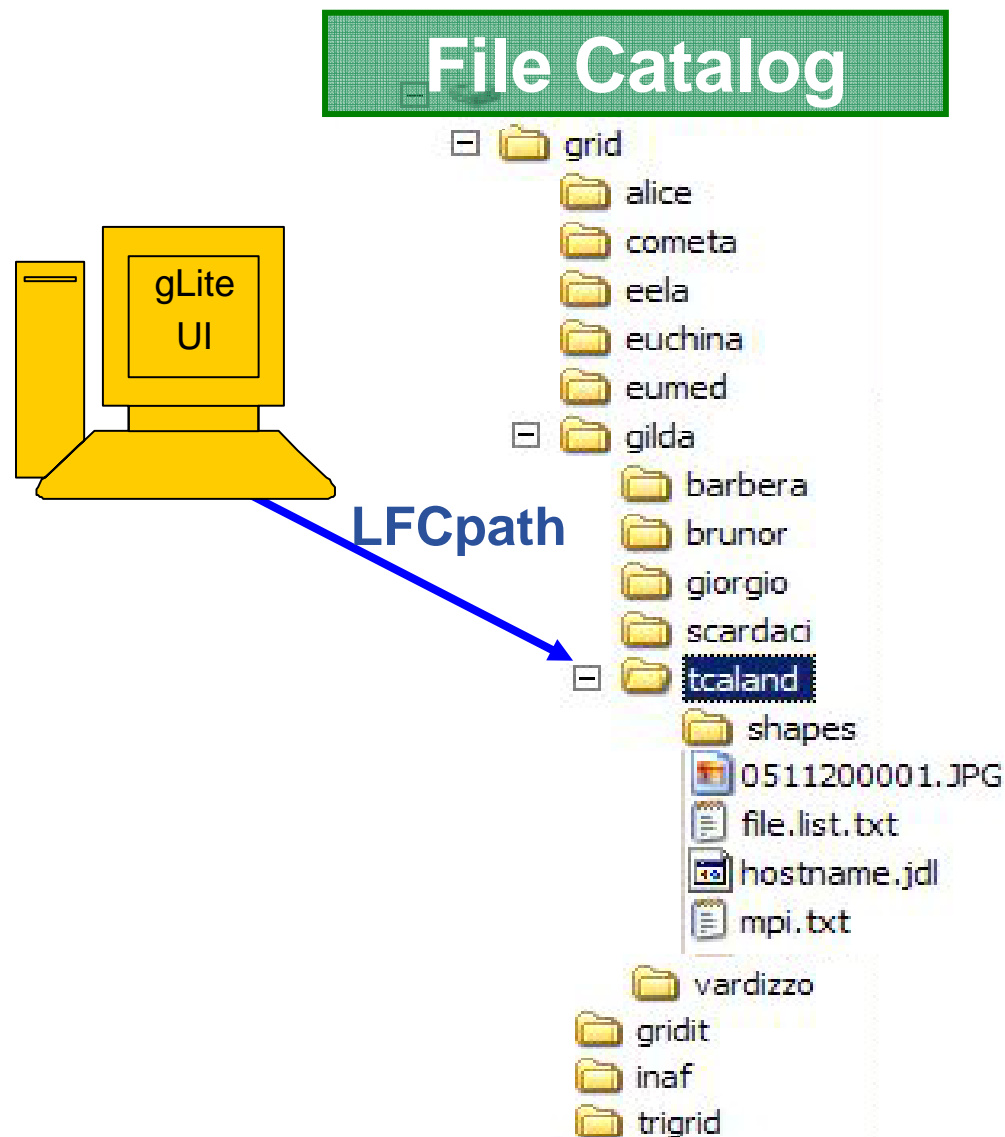 File Catalog
grid
alice
cometa
eela
euchina
eumed
gilda
barbera
brunor
giorgio
scardaci
tcaland
shapes
0511200001.JPG
file.list.txt
hostname.jdl
mpi.txt
vardizzo
gridit
inaf
trigrid
gLite
UI
LFCpath